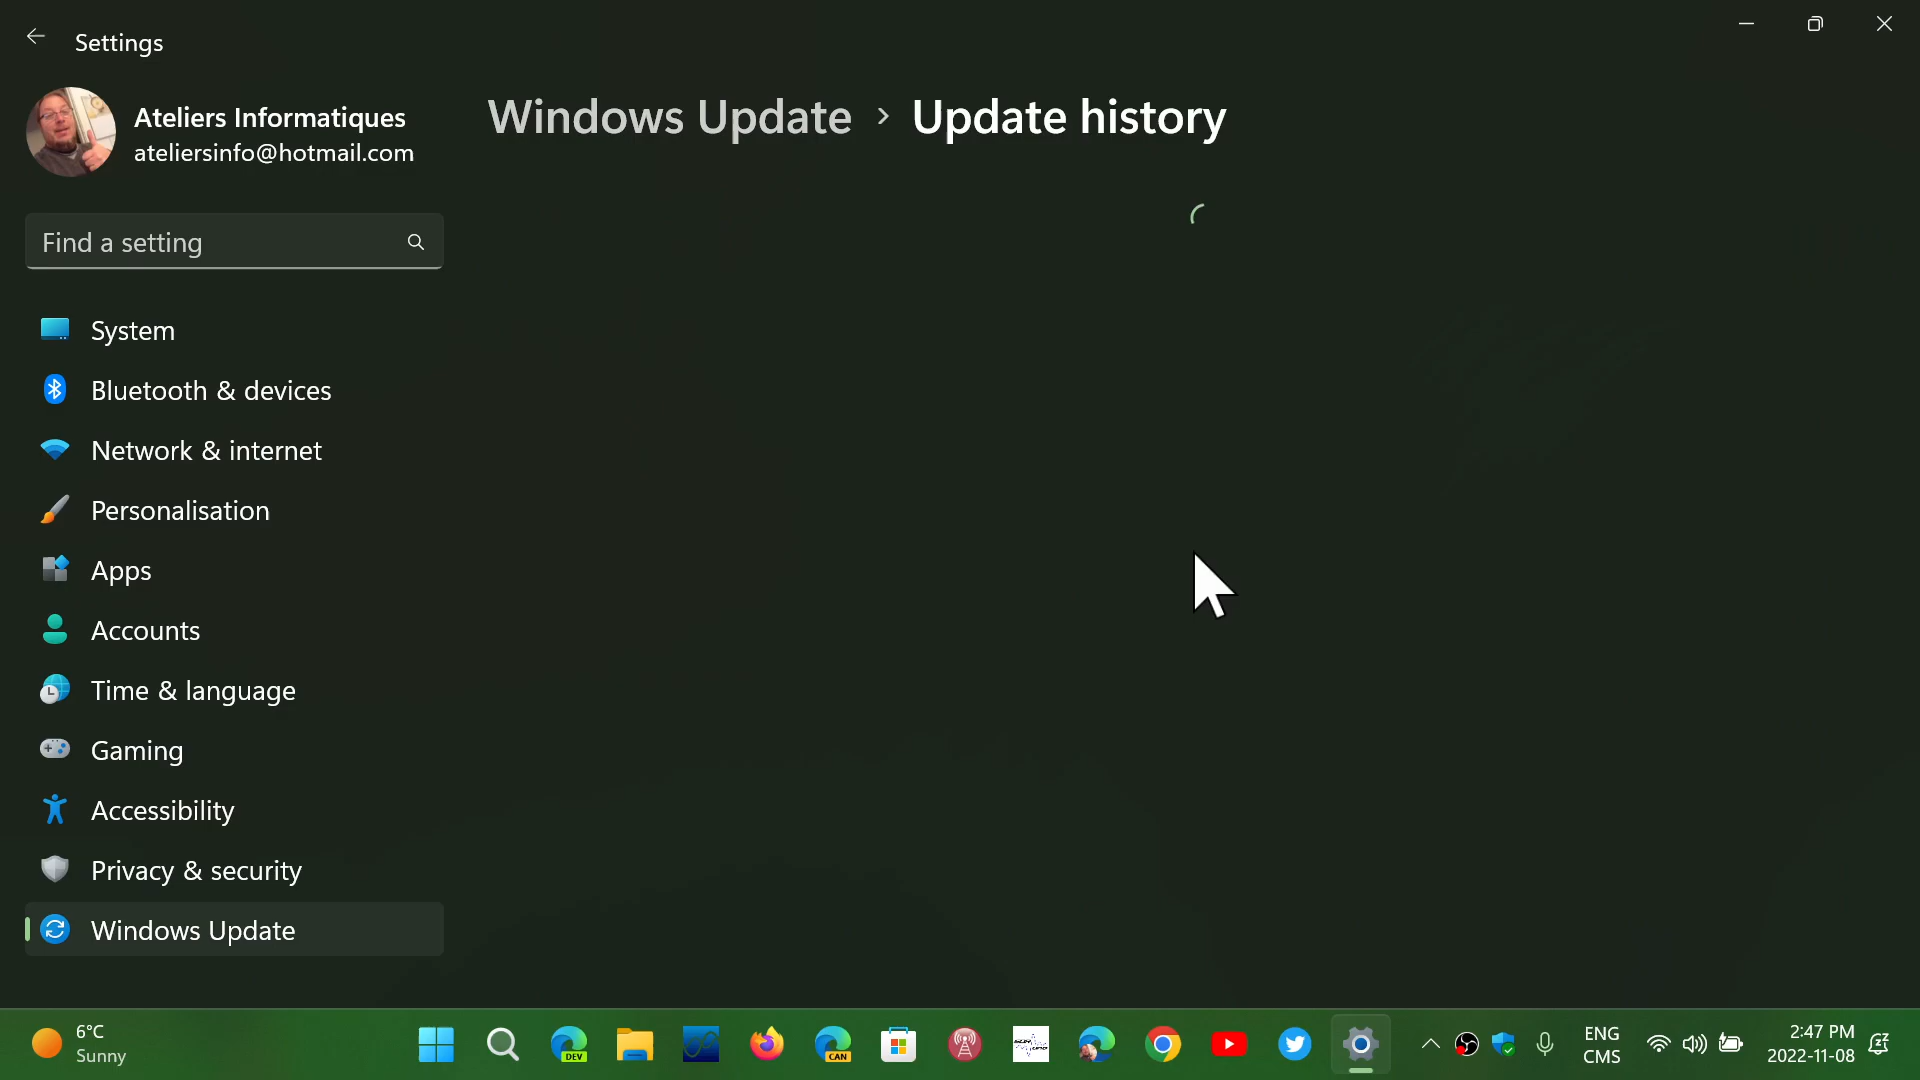 Settings
Ateliers Informatiques
ateliersinfo@hotmail.com
Windows Update > Update history
Find a setting
System
Bluetooth & devices
Network & internet
Personalisation
Apps
Accounts
Time & language
Gaming
Accessibility
Privacy & security
Windows Update
6°C
Sunny
DEV
CAN
ENG
CMS
2:47 PM
2022-11-08